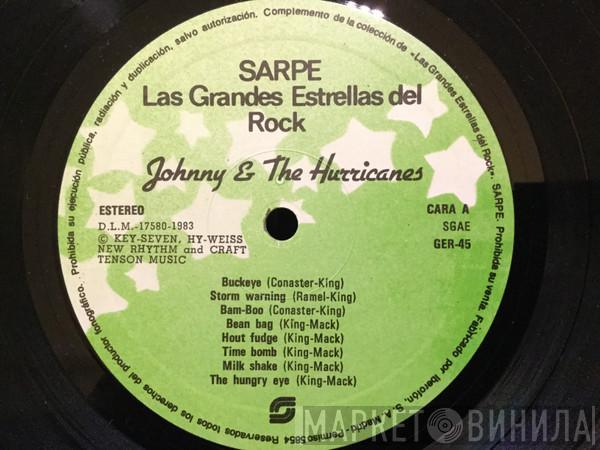 SARPE
Las Grandes Estrellas del
Rock
Johnny & The Hurricanes
ESTEREO
D.L.M.-17580-1983
© KEY-SEVEN, HY-WEISS
NEW RHYTHM and CRAFT
TENSON MUSIC
CARA A
SGAE
GER-45
Buckeye (Conaster-King)
Storm warning (Ramel-King)
Bam-Boo (Conaster-King)
Bean bag (King-Mack)
Hout fudge (King-Mack)
Time bomb (King-Mack)
Milk shake (King-Mack)
The hungry eye (King-Mack)
Reservados todos los derechos del productor fonográfico. Prohibida su ejecución pública, radiación y duplicación, salvo autorización. Complemento de la colección de «Las Grandes Estrellas del Rock». SARPE. Prohibida su venta. Fabricado por Iberofón, S. A. Madrid - Permiso 5854
МАРКЕТ ВИНИЛА